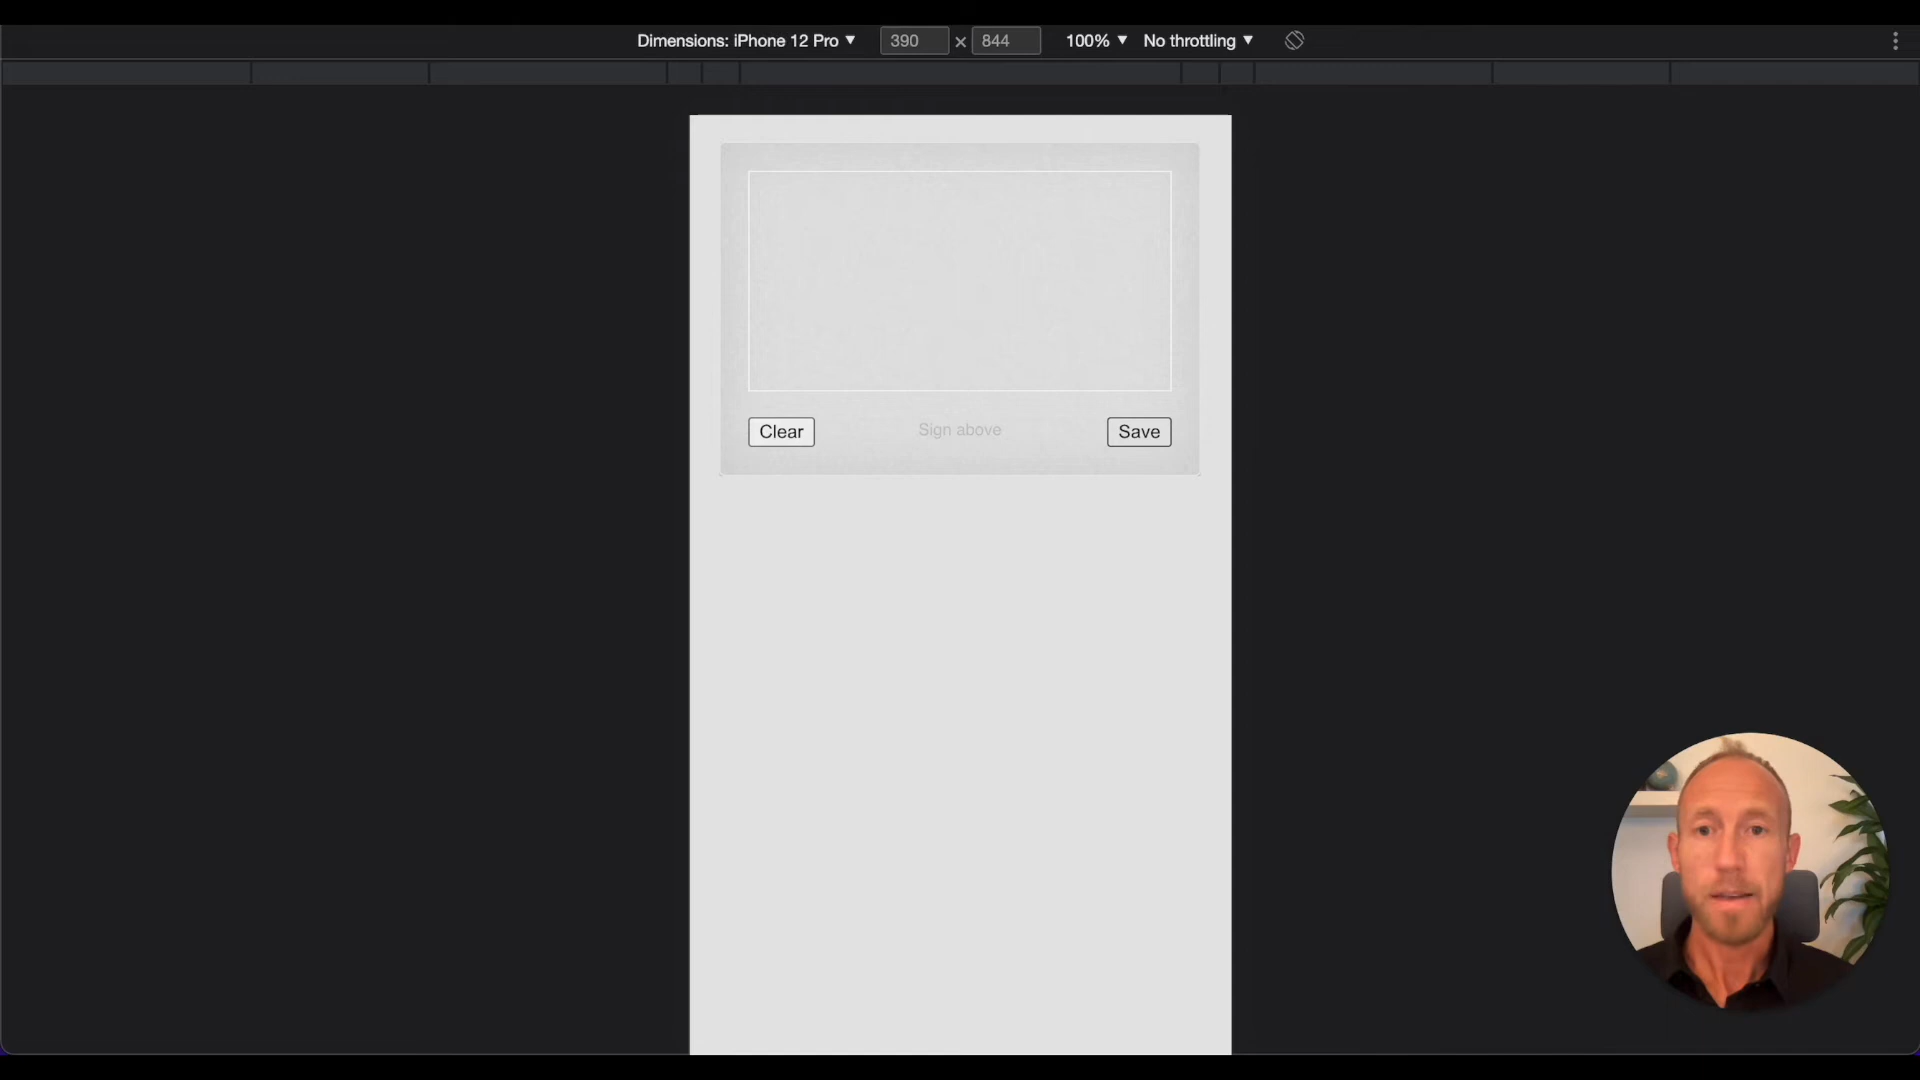 Dimensions: iPhone 12 Pro ▼ 390 × 844 100% ▼ No throttling ▼
Clear Sign above Save